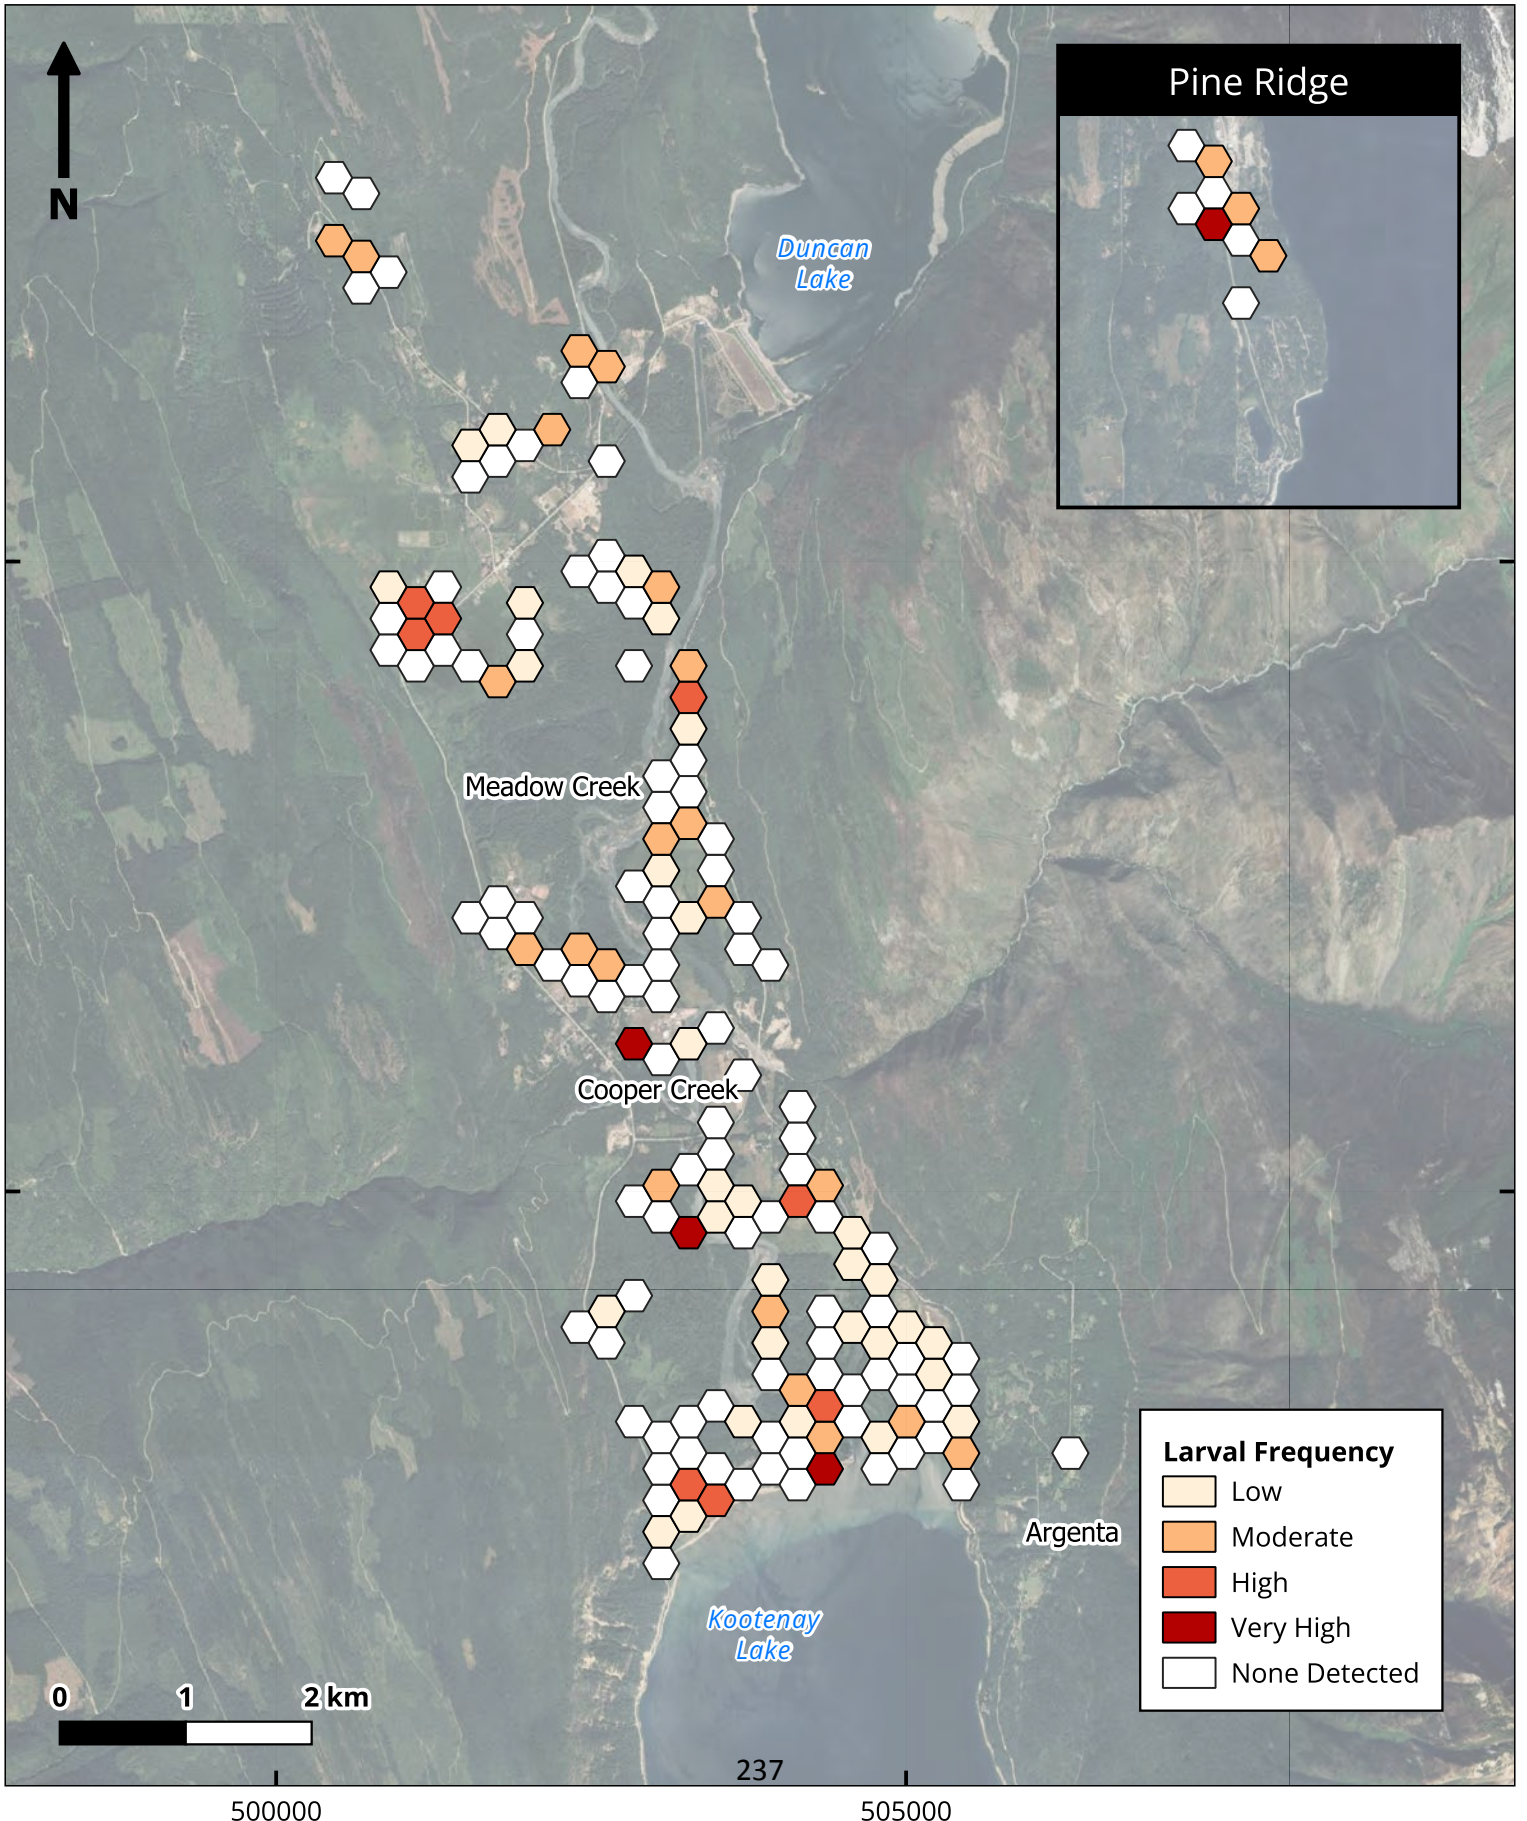 Pine Ridge
N
Duncan
Lake
Meadow Creek
Cooper Creek
Larval Frequency
Low
Moderate
High
Very High
None Detected
Argenta
Kootenay
Lake
0 1 2 km
237
500000 505000